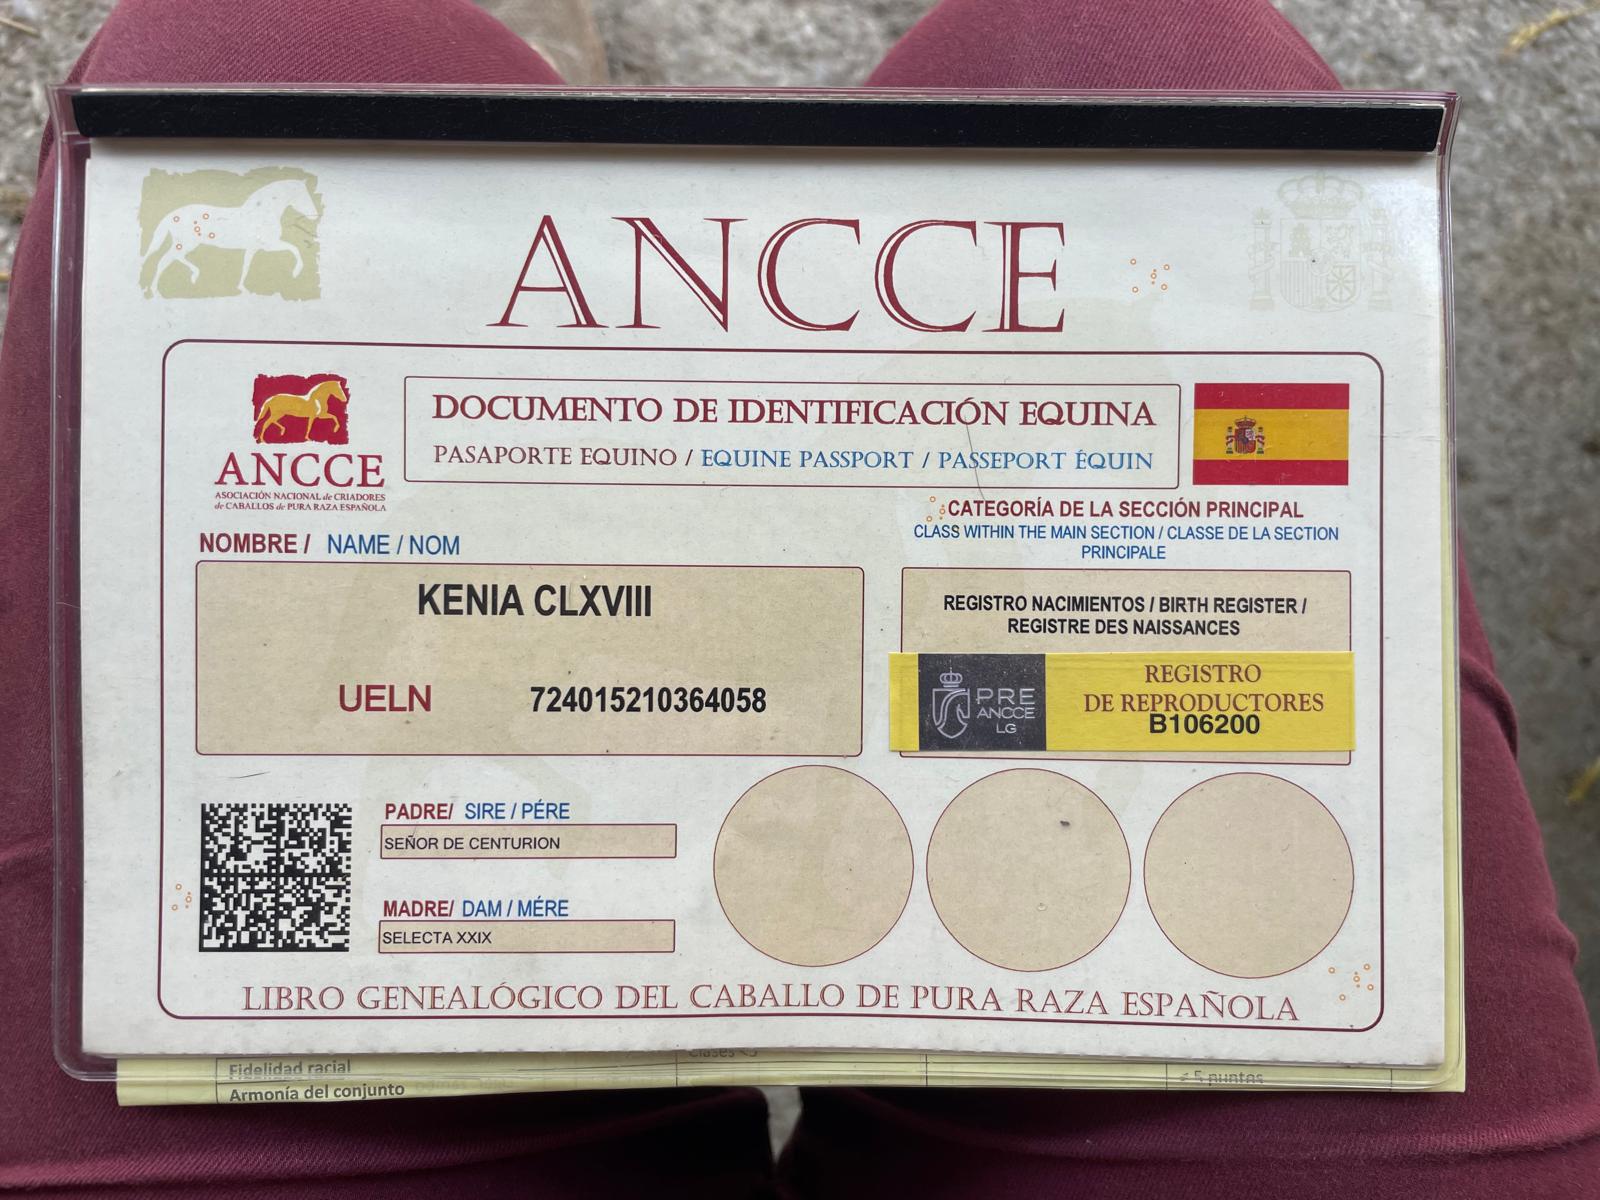 ANCCE
DOCUMENTO DE IDENTIFICACIÓN EQUINA
PASAPORTE EQUINO / EQUINE PASSPORT / PASSEPORT ÉQUIN
ANCCE
ASOCIACIÓN NACIONAL de CRIADORES
de CABALLOS de PURA RAZA ESPAÑOLA
CATEGORÍA DE LA SECCIÓN PRINCIPAL
CLASS WITHIN THE MAIN SECTION / CLASSE DE LA SECTION
PRINCIPALE
NOMBRE / NAME / NOM
KENIA CLXVIII
UELN 724015210364058
REGISTRO NACIMIENTOS / BIRTH REGISTER /
REGISTRE DES NAISSANCES
PRE
ANCCE
LG
REGISTRO
DE REPRODUCTORES
B106200
PADRE/ SIRE / PÉRE
SEÑOR DE CENTURION
MADRE/ DAM / MÉRE
SELECTA XXIX
LIBRO GENEALÓGICO DEL CABALLO DE PURA RAZA ESPAÑOLA
Fidelidad racial
Armonía del conjunto